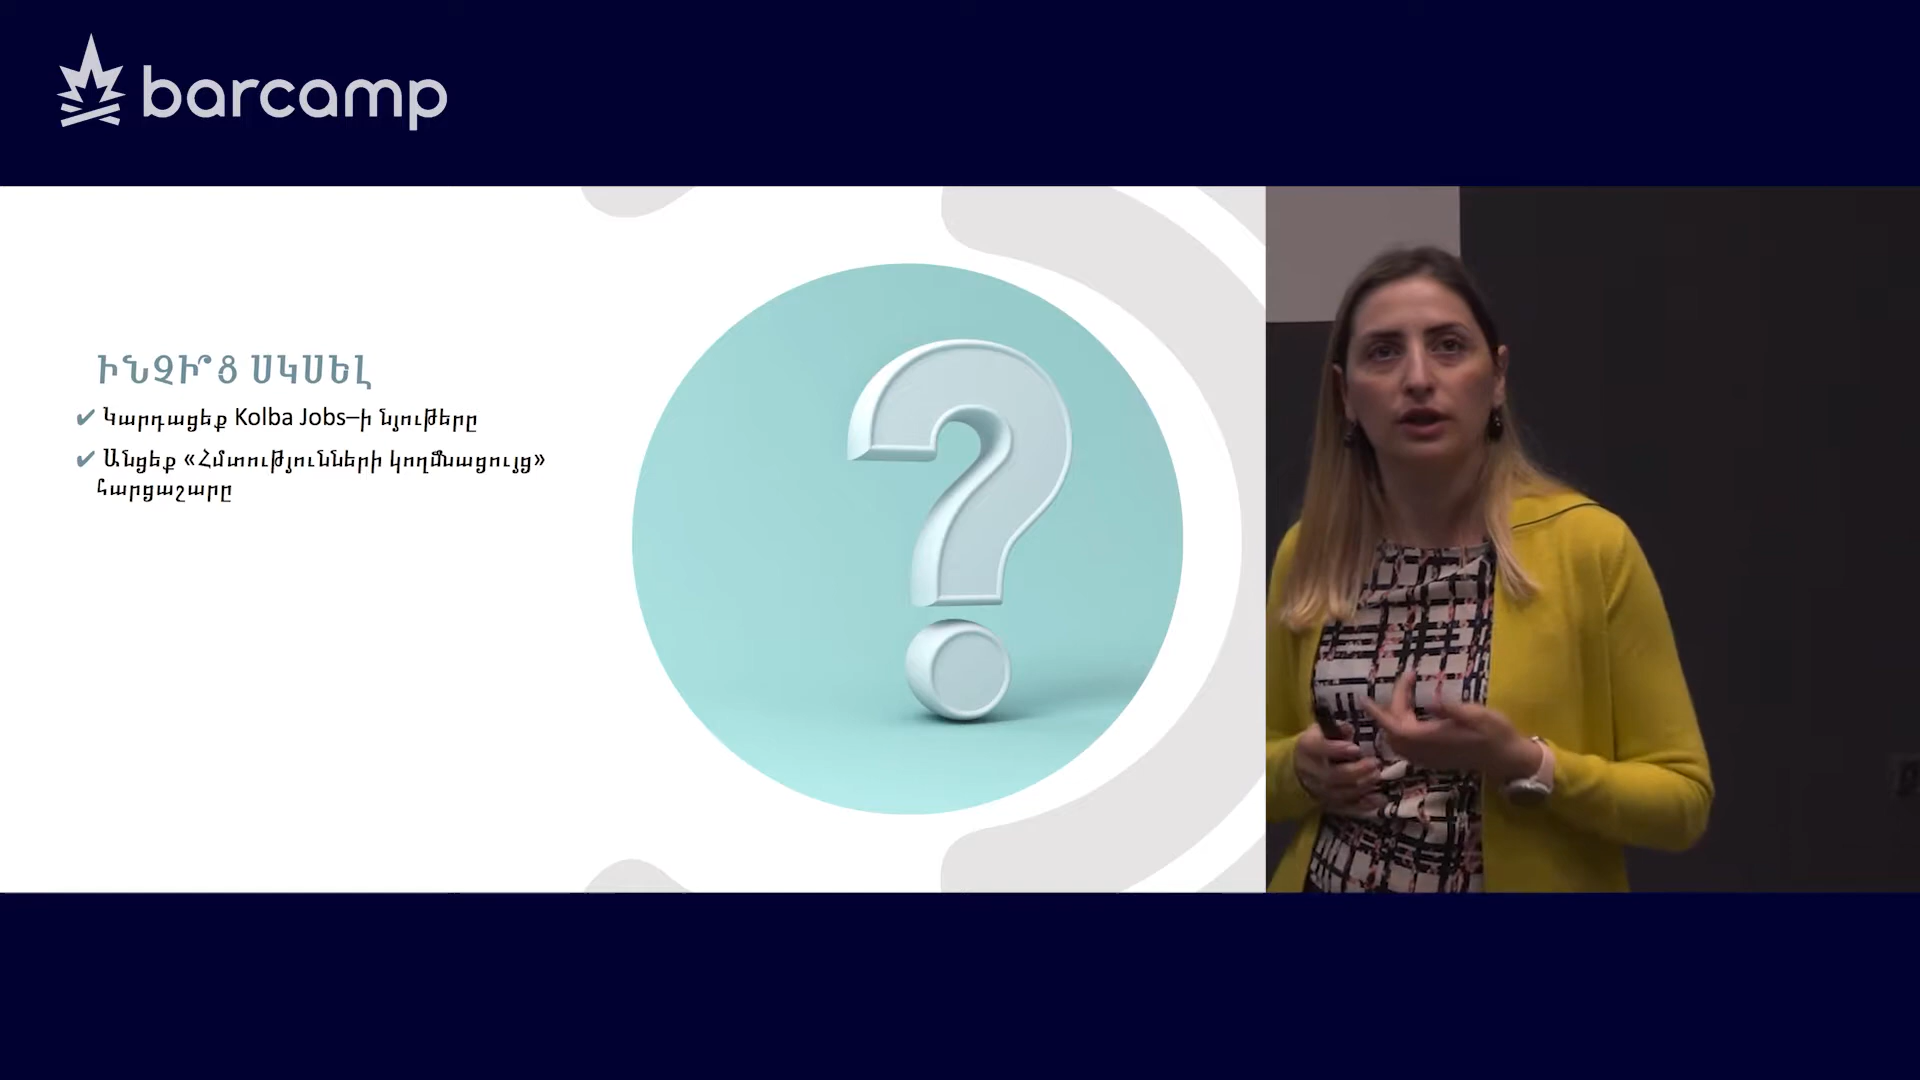 barcamp
ԻՆՉԻ՞Ց ՍԿՍԵԼ
✔ Կարդացեք Kolba Jobs–ի նյութերը
✔ Անցեք «Հմտությունների կողմնացույց»
հարցաշարը